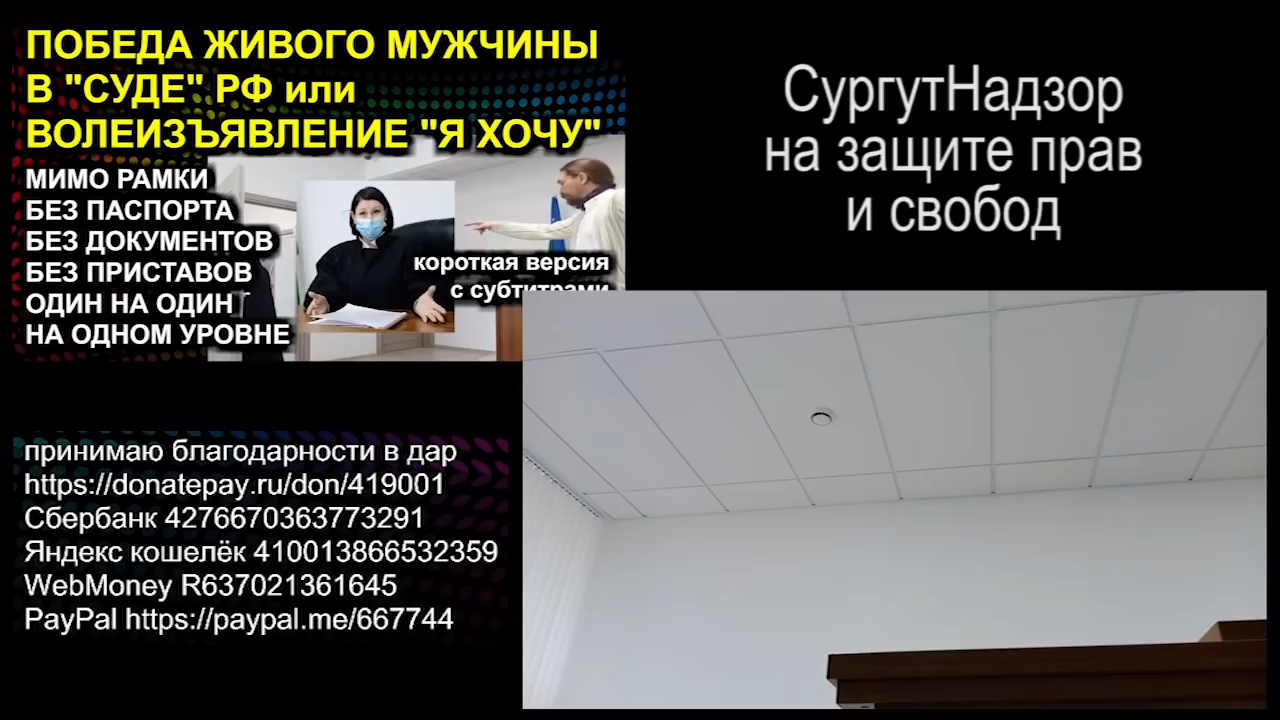 ПОБЕДА ЖИВОГО МУЖЧИНЫ
В "СУДЕ" РФ или
ВОЛЕИЗЪЯВЛЕНИЕ "Я ХОЧУ"
МИМО РАМКИ
БЕЗ ПАСПОРТА
БЕЗ ДОКУМЕНТОВ
БЕЗ ПРИСТАВОВ
ОДИН НА ОДИН
НА ОДНОМ УРОВНЕ
короткая версия
с субтитрами
СургутНадзор
на защите прав
и свобод
принимаю благодарности в дар
https://donatepay.ru/don/419001
Сбербанк 4276670363773291
Яндекс кошелёк 410013866532359
WebMoney R637021361645
PayPal https://paypal.me/667744